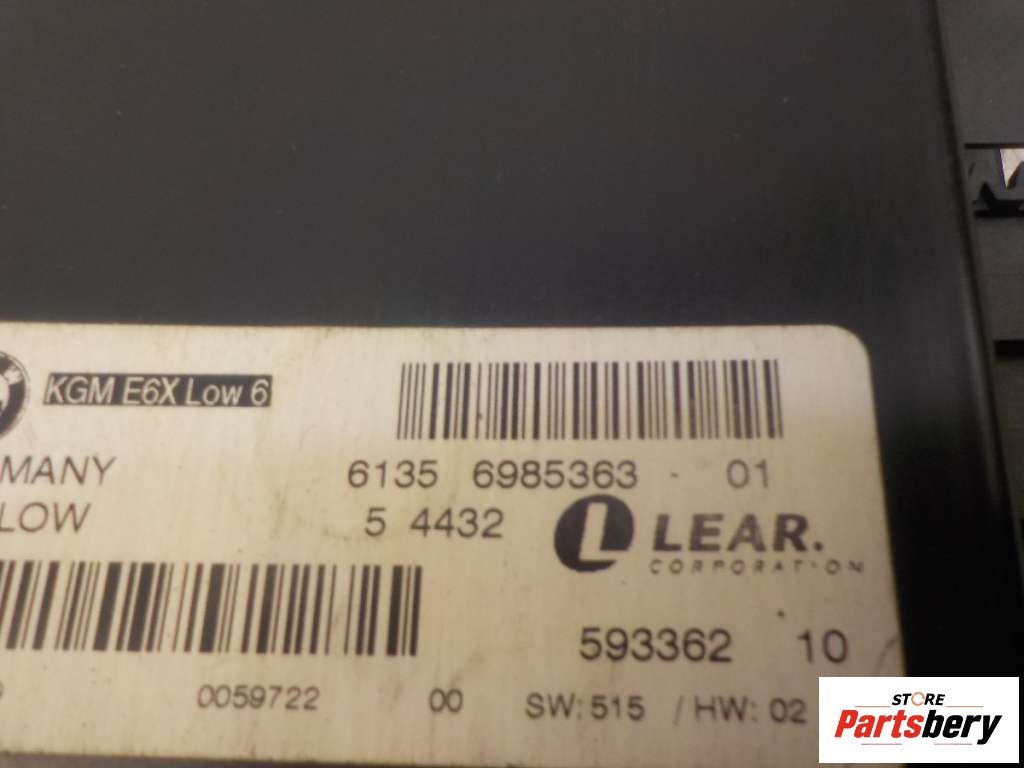 KGM E6X Low 6
MANY 6135 6985363 - 01
LOW 5 4432 LEAR.
CORPORATION
593362 10
0059722 00 SW: 515 / HW: 02
STORE
Partsbery